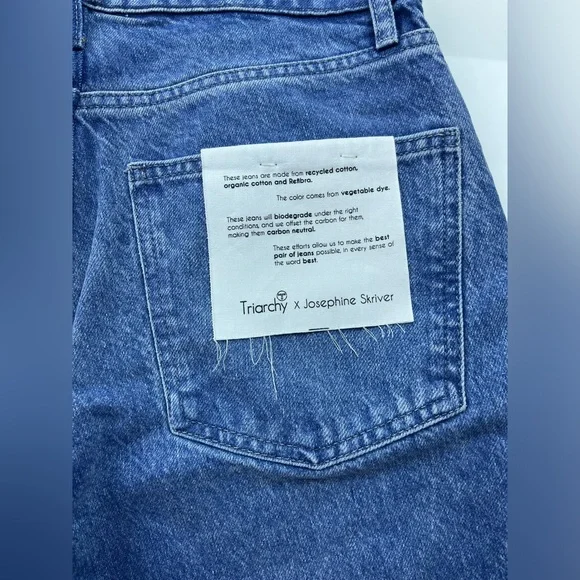 These jeans are made from recycled cotton,
organic cotton and Refibra.
The color comes from vegetable dye.
These jeans will biodegrade under the right
conditions, and we offset the carbon for them,
making them carbon neutral.
These efforts allow us to make the best
pair of jeans possible, in every sense of
the word best.
Triarchy x Josephine Skriver